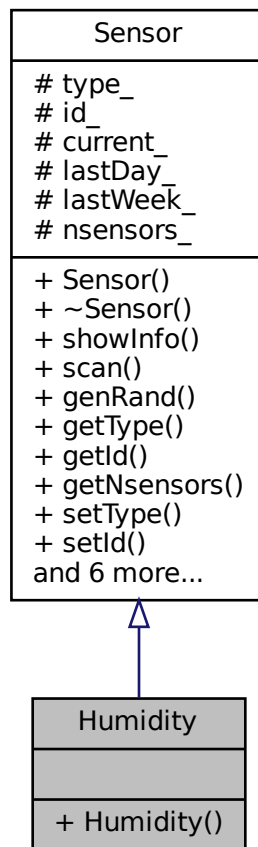 Sensor
# type_
# id_
# current_
# lastDay_
# lastWeek_
# nsensors_
+ Sensor()
+ ~Sensor()
+ showInfo()
+ scan()
+ genRand()
+ getType()
+ getId()
+ getNsensors()
+ setType()
+ setId()
and 6 more...
Humidity
+ Humidity()